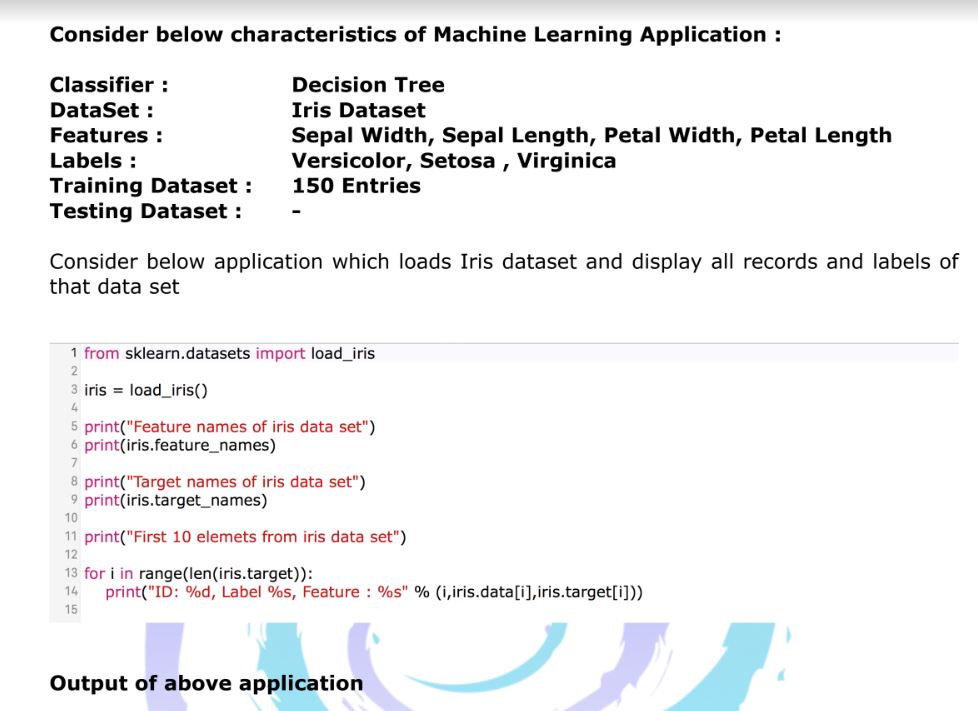 Consider below characteristics of Machine Learning Application :
Classifier : Decision Tree
DataSet : Iris Dataset
Features : Sepal Width, Sepal Length, Petal Width, Petal Length
Labels : Versicolor, Setosa , Virginica
Training Dataset : 150 Entries
Testing Dataset : -
Consider below application which loads Iris dataset and display all records and labels of
that data set
1 from sklearn.datasets import load_iris
2
3 iris = load_iris()
4
5 print("Feature names of iris data set")
6 print(iris.feature_names)
7
8 print("Target names of iris data set")
9 print(iris.target_names)
10
11 print("First 10 elemets from iris data set")
12
13 for i in range(len(iris.target)):
14 print("ID: %d, Label %s, Feature : %s" % (i,iris.data[i],iris.target[i]))
15
Output of above application